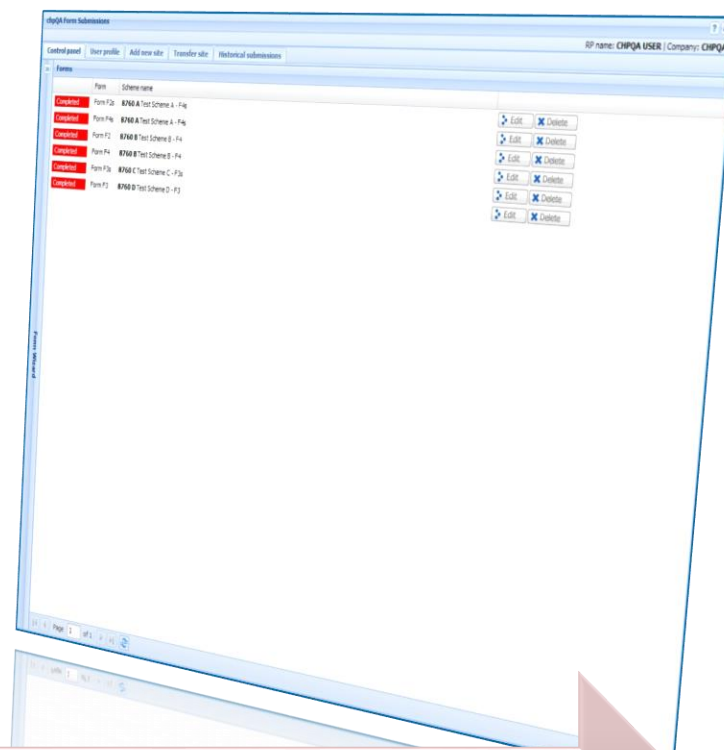 chpQA Form Submissions
?
RP name: CHPQA USER | Company: CHPQA
Control panel User profile Add new site Transfer site Historical submissions
Forms
Form Scheme name
Completed Form F2s 8760 A Test Scheme A - F4s Edit Delete
Completed Form F4s 8760 A Test Scheme A - F4s Edit Delete
Completed Form F2 8760 B Test Scheme B - F4 Edit Delete
Completed Form F4 8760 B Test Scheme B - F4 Edit Delete
Completed Form F3s 8760 C Test Scheme C - F3s Edit Delete
Completed Form F3 8760 D Test Scheme D - F3 Edit Delete
Form Wizard
Page 1 of 1